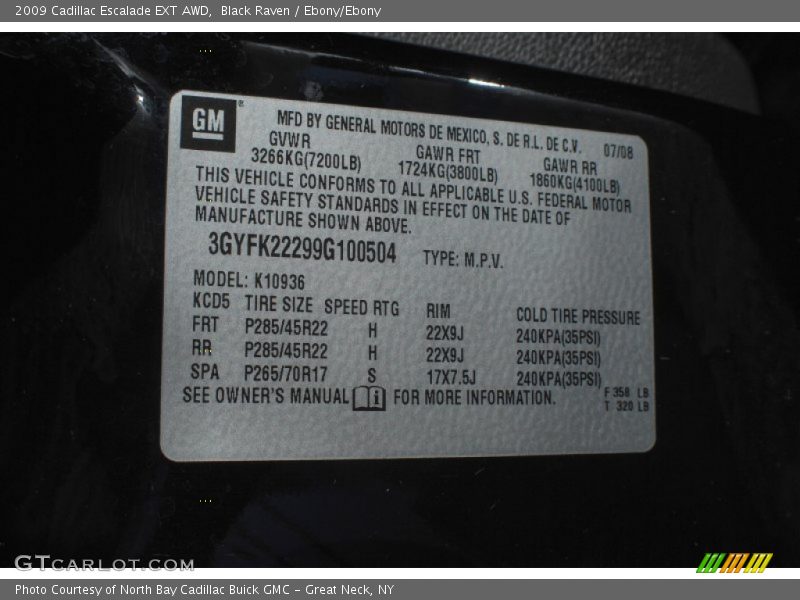 2009 Cadillac Escalade EXT AWD,  Black Raven / Ebony/Ebony
GM®
MFD BY GENERAL MOTORS DE MEXICO, S. DE R.L. DE C.V. 07/08
GVWR GAWR FRT GAWR RR
3266KG(7200LB) 1724KG(3800LB) 1860KG(4100LB)
THIS VEHICLE CONFORMS TO ALL APPLICABLE U.S. FEDERAL MOTOR
VEHICLE SAFETY STANDARDS IN EFFECT ON THE DATE OF
MANUFACTURE SHOWN ABOVE.
3GYFK22299G100504 TYPE: M.P.V.
MODEL: K10936
KCD5 TIRE SIZE SPEED RTG RIM COLD TIRE PRESSURE
FRT P285/45R22 H 22X9J 240KPA(35PSI)
RR P285/45R22 H 22X9J 240KPA(35PSI)
SPA P265/70R17 S 17X7.5J 240KPA(35PSI)
SEE OWNER'S MANUAL i FOR MORE INFORMATION.
F 358 LB
T 320 LB
GTCARLOT.COM
Photo Courtesy of North Bay Cadillac Buick GMC - Great Neck, NY